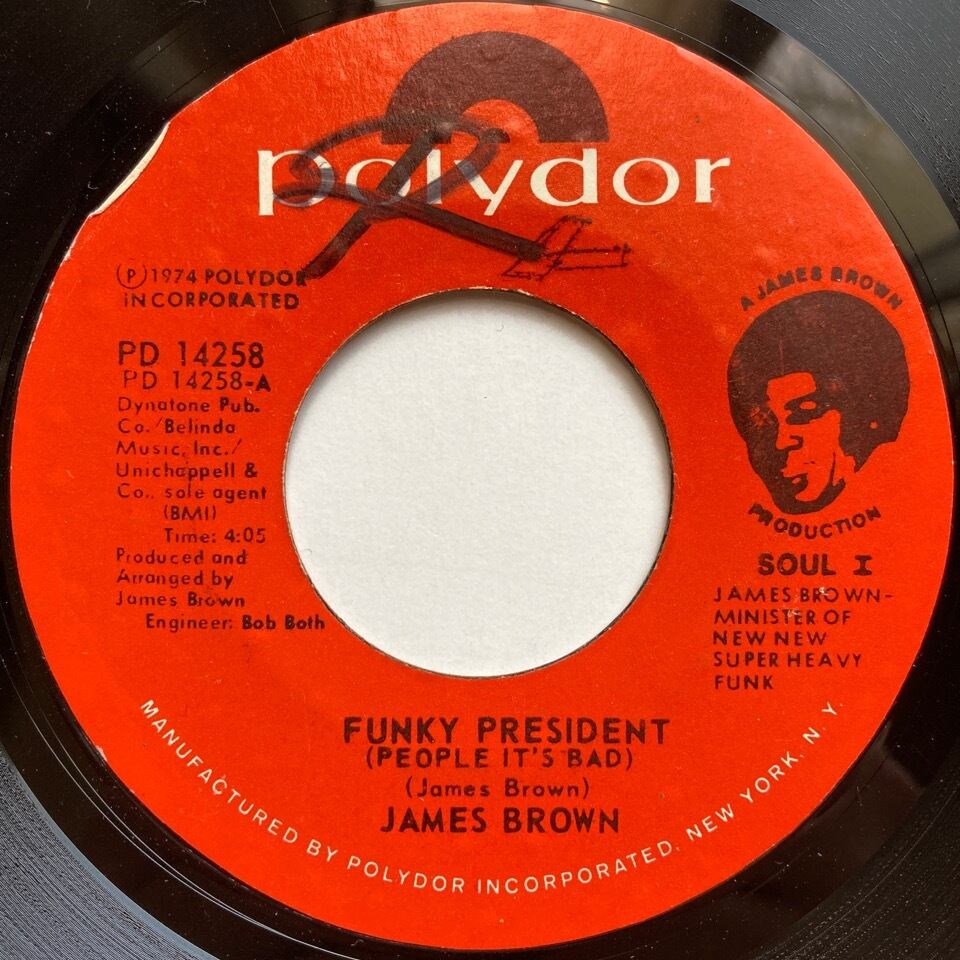 polydor
Ⓟ1974 POLYDOR
INCORPORATED
PD 14258
PD 14258-A
Dynatone Pub.
Co./Belinda
Music, Inc./
Unichappell &
Co., sole agent
(BMI)
Time: 4:05
Produced and
Arranged by
James Brown
Engineer: Bob Both
A JAMES BROWN
PRODUCTION
SOUL I
JAMES BROWN-
MINISTER OF
NEW NEW
SUPER HEAVY
FUNK
FUNKY PRESIDENT
(PEOPLE IT'S BAD)
(James Brown)
JAMES BROWN
MANUFACTURED BY POLYDOR INCORPORATED, NEW YORK, N. Y.